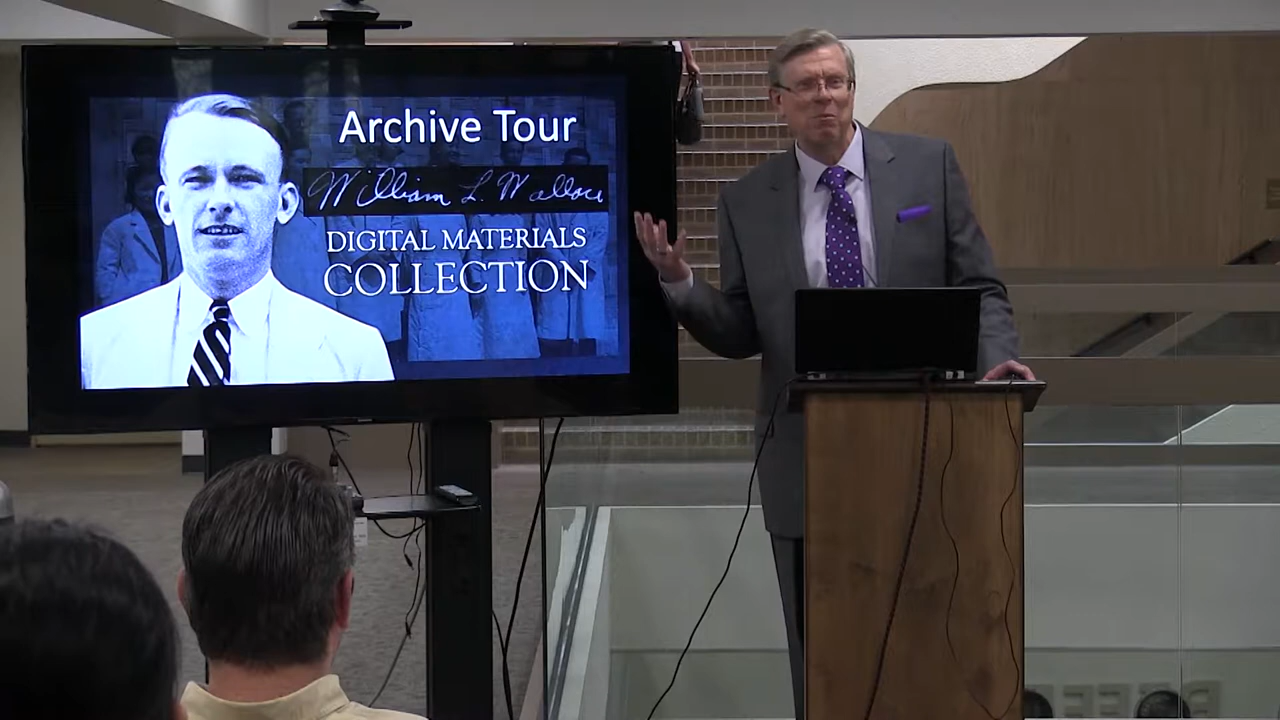 Archive Tour
William L. Wallace
DIGITAL MATERIALS
COLLECTION